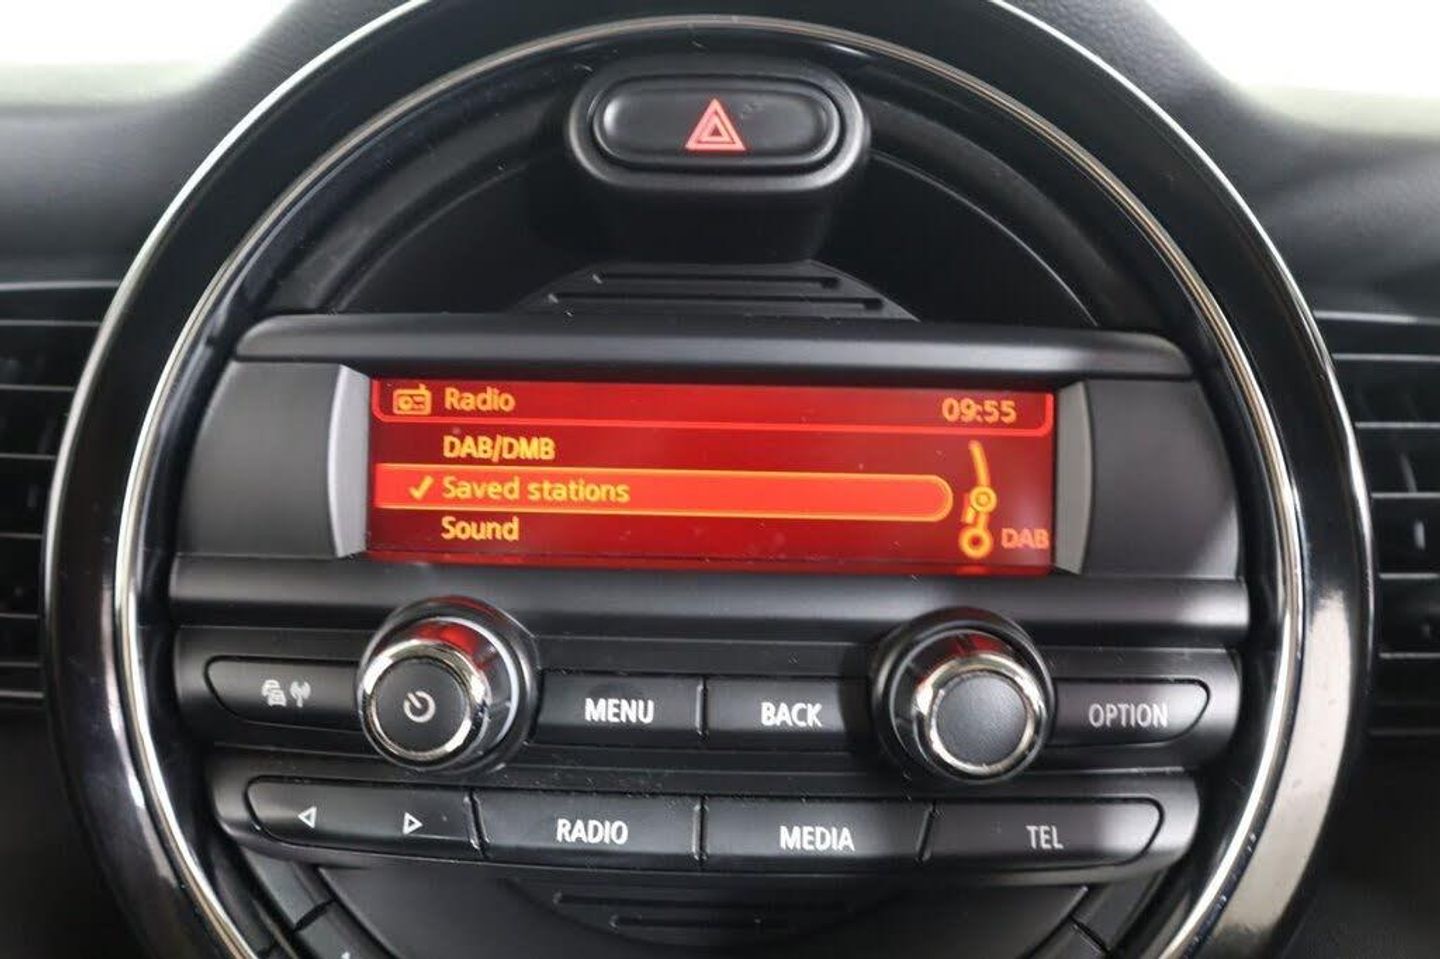 Radio 09:55
DAB/DMB
✓ Saved stations
Sound DAB
MENU BACK OPTION
RADIO MEDIA TEL